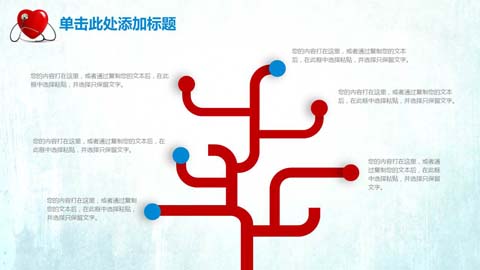 单击此处添加标题
您的内容打在这里，或者通过复制您的文本
后，在此框中选择粘贴，并选择只保留文字。
您的内容打在这里，或者通过复制您的文本后，在此
框中选择粘贴，并选择只保留文字。
您的内容打在这里，或者通过复制您的文本
后，在此框中选择粘贴，并选择只保留文字。
您的内容打在这里，或者通过复制您的文本后，在此
框中选择粘贴，并选择只保留文字。
您的内容打在这里，或者通
过复制您的文本后，在此框
中选择粘贴，并选择只保留
文字。
您的内容打在这里，或者通过复制
您的文本后，在此框中选择粘贴，
并选择只保留文字。